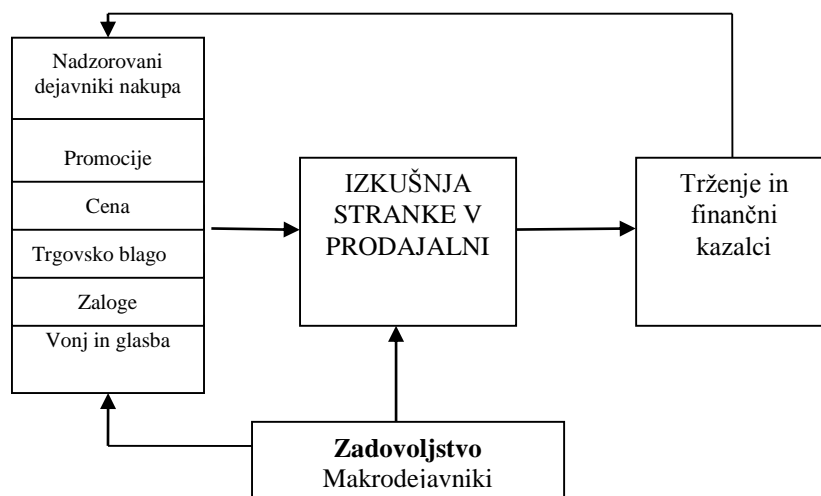 Nadzorovani
dejavniki nakupa
Promocije
Cena
Trgovsko blago
Zaloge
Vonj in glasba
IZKUŠNJA
STRANKE V
PRODAJALNI
Trženje in
finančni
kazalci
Zadovoljstvo
Makrodejavniki